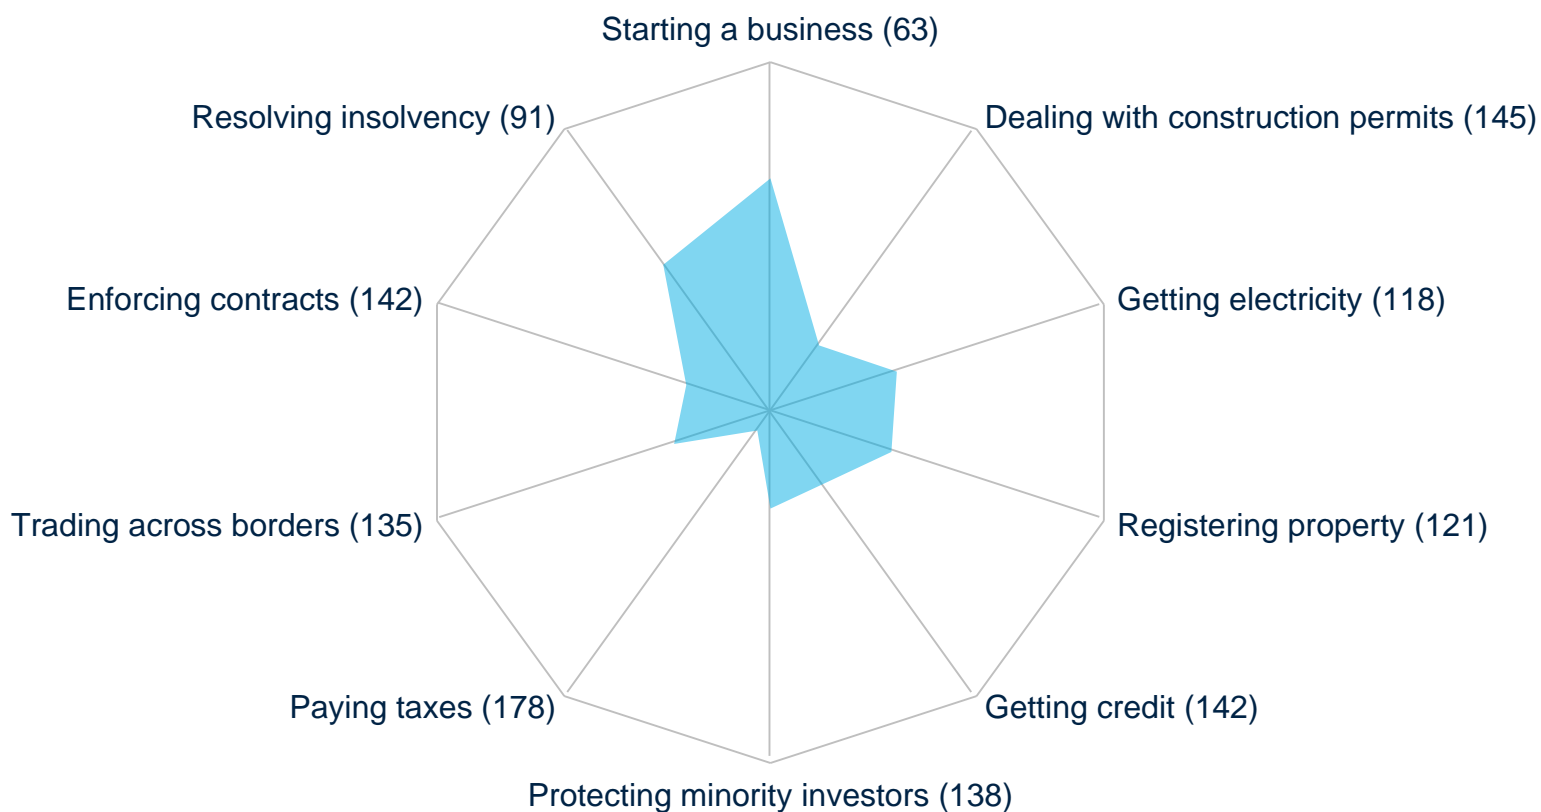 Starting a business (63)
Resolving insolvency (91)
Dealing with construction permits (145)
Enforcing contracts (142)
Getting electricity (118)
Trading across borders (135)
Registering property (121)
Paying taxes (178)
Getting credit (142)
Protecting minority investors (138)